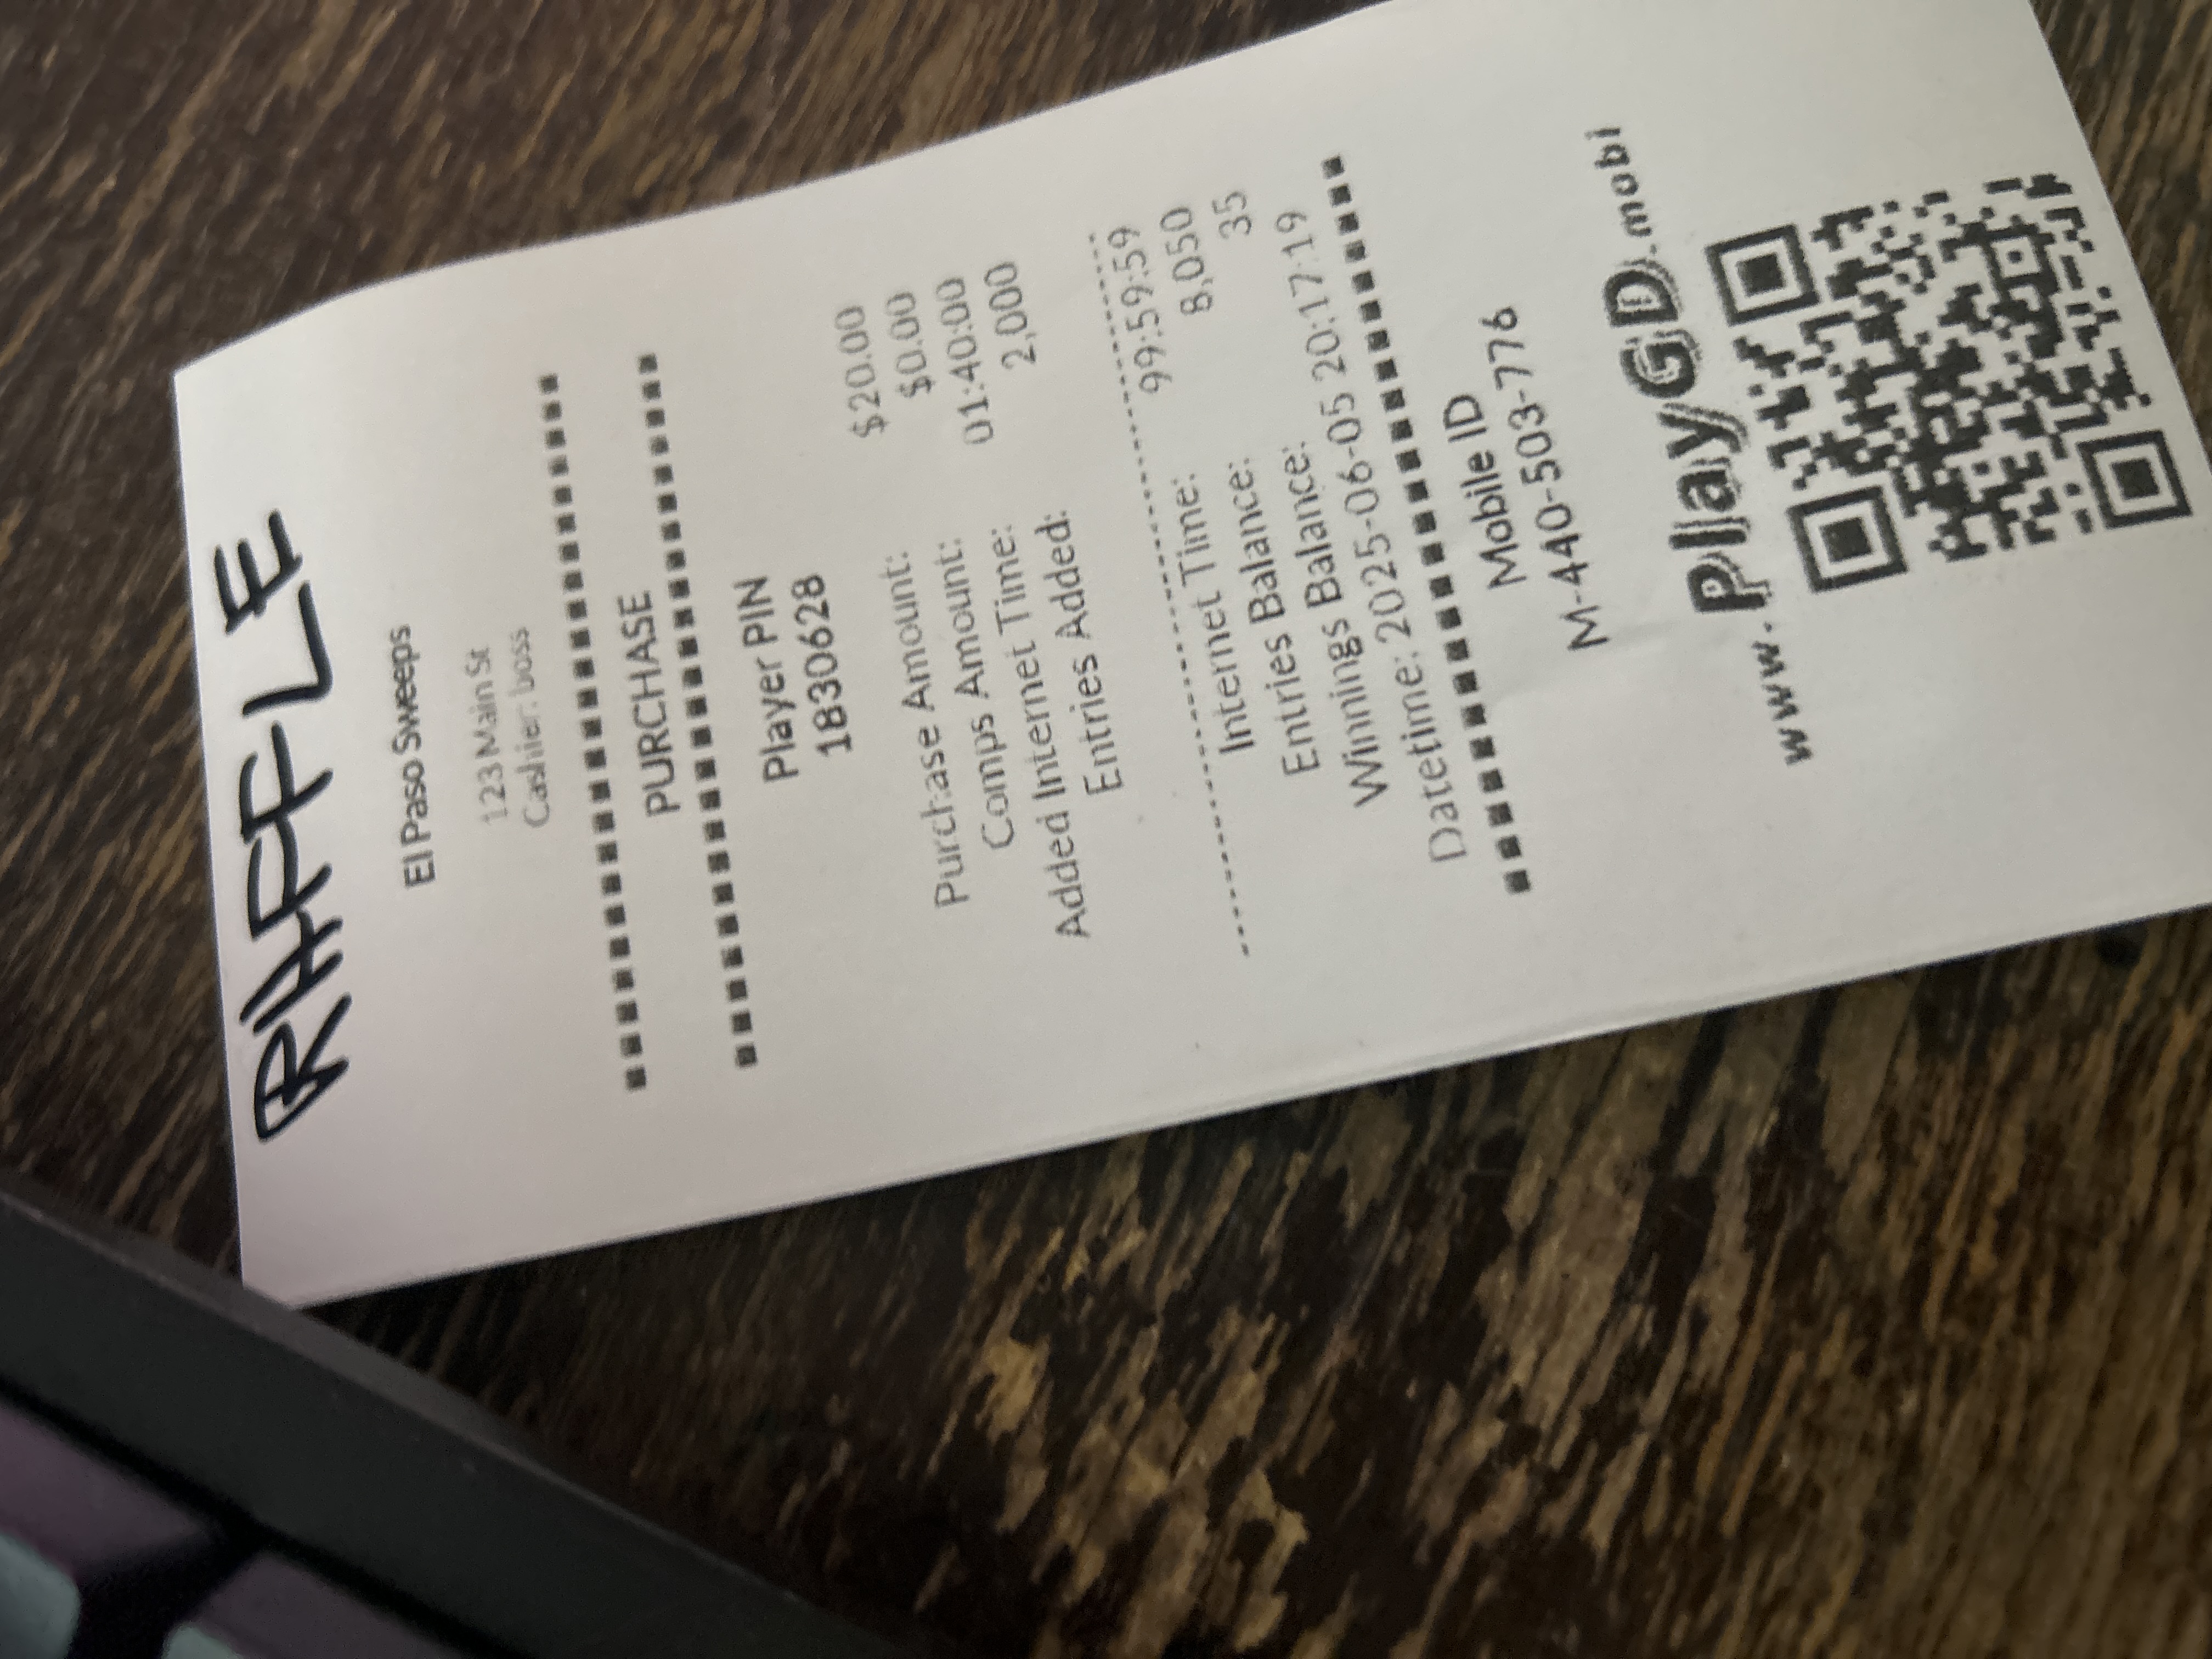 RAFFLE
El Paso Sweeps
123 Main St
Cashier: boss
PURCHASE
Player PIN
1830628
Purchase Amount: $20.00
Comps Amount: $0.00
Added Internet Time: 01:40:00
Entries Added: 2,000
Internet Time: 99:59:59
Entries Balance: 8,050
Winnings Balance: 35
Datetime: 2025-06-05 20:17:19
Mobile ID
M-440-503-776
www.PlayGD.mobi